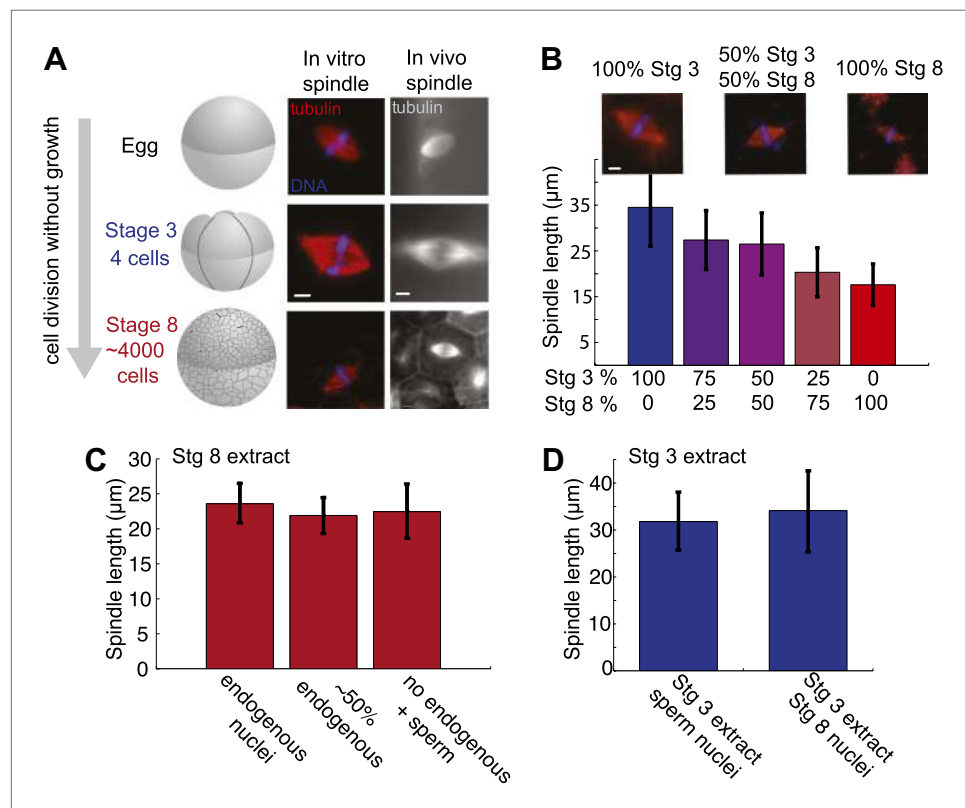 A
In vitro
spindle
In vivo
spindle
cell division without growth
Egg
tubulin
DNA
tubulin
Stage 3
4 cells
Stage 8
~4000
cells
B
100% Stg 3
50% Stg 3
50% Stg 8
100% Stg 8
Spindle length (µm)
35
25
15
5
Stg 3 % 100 75 50 25 0
Stg 8 % 0 25 50 75 100
C
Stg 8 extract
Spindle length (µm)
30
25
20
15
10
5
0
endogenous
nuclei
~50%
endogenous
no endogenous
+ sperm
D
Stg 3 extract
Spindle length (µm)
40
30
20
10
0
Stg 3 extract
sperm nuclei
Stg 3 extract
Stg 8 nuclei